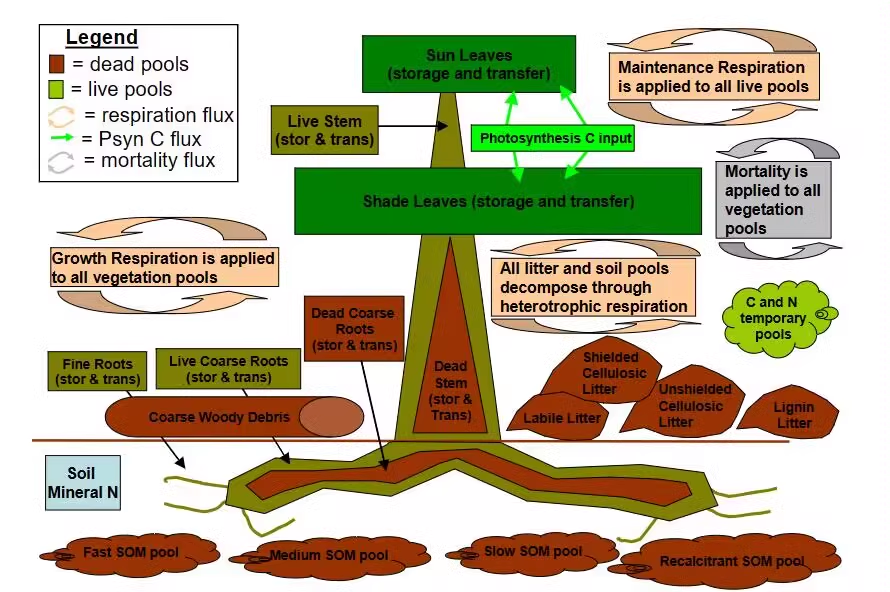 Legend
= dead pools
= live pools
= respiration flux
= Psyn C flux
= mortality flux
Sun Leaves
(storage and transfer)
Maintenance Respiration
is applied to all live pools
Live Stem
(stor & trans)
Photosynthesis C input
Mortality is
applied to all
vegetation
pools
Shade Leaves (storage and transfer)
Growth Respiration is applied
to all vegetation pools
All litter and soil pools
decompose through
heterotrophic respiration
C and N
temporary
pools
Dead Coarse
Roots
(stor & trans)
Fine Roots
(stor & trans)
Live Coarse Roots
(stor & trans)
Dead
Stem
(stor &
Trans)
Shielded
Cellulosic
Litter
Unshielded
Cellulosic
Litter
Labile Litter
Lignin
Litter
Coarse Woody Debris
Soil
Mineral N
Fast SOM pool
Medium SOM pool
Slow SOM pool
Recalcitrant SOM pool